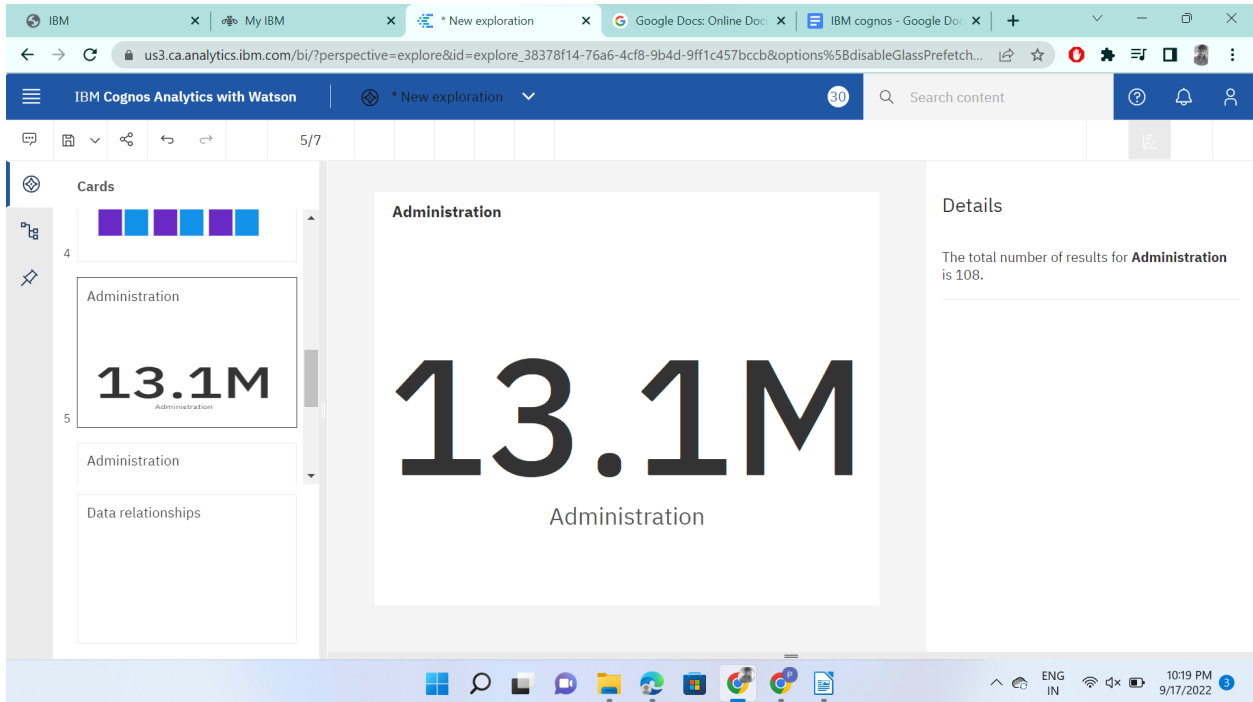 IBM
My IBM
* New exploration
Google Docs: Online Doc
IBM cognos - Google Doc
us3.ca.analytics.ibm.com/bi/?perspective=explore&id=explore_38378f14-76a6-4cf8-9b4d-9ff1c457bccb&options%5BdisableGlassPrefetch...
IBM Cognos Analytics with Watson
* New exploration
30
Search content
5/7
Cards
4
Administration
13.1M
Administration
5
Administration
Data relationships
Administration
13.1M
Administration
Details
The total number of results for Administration
is 108.
P
ENG
IN
10:19 PM
9/17/2022
3